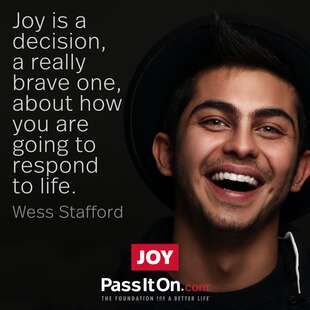 Joy is a
decision,
a really
brave one,
about how
you are
going to
respond
to life.
Wess Stafford
JOY
PassItOn.com
THE FOUNDATION FOR A BETTER LIFE